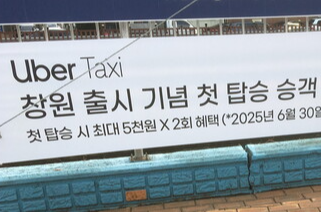 Uber Taxi
창원 출시 기념 첫 탑승 승객
첫 탑승 시 최대 5천원 X 2회 혜택 (*2025년 6월 30일